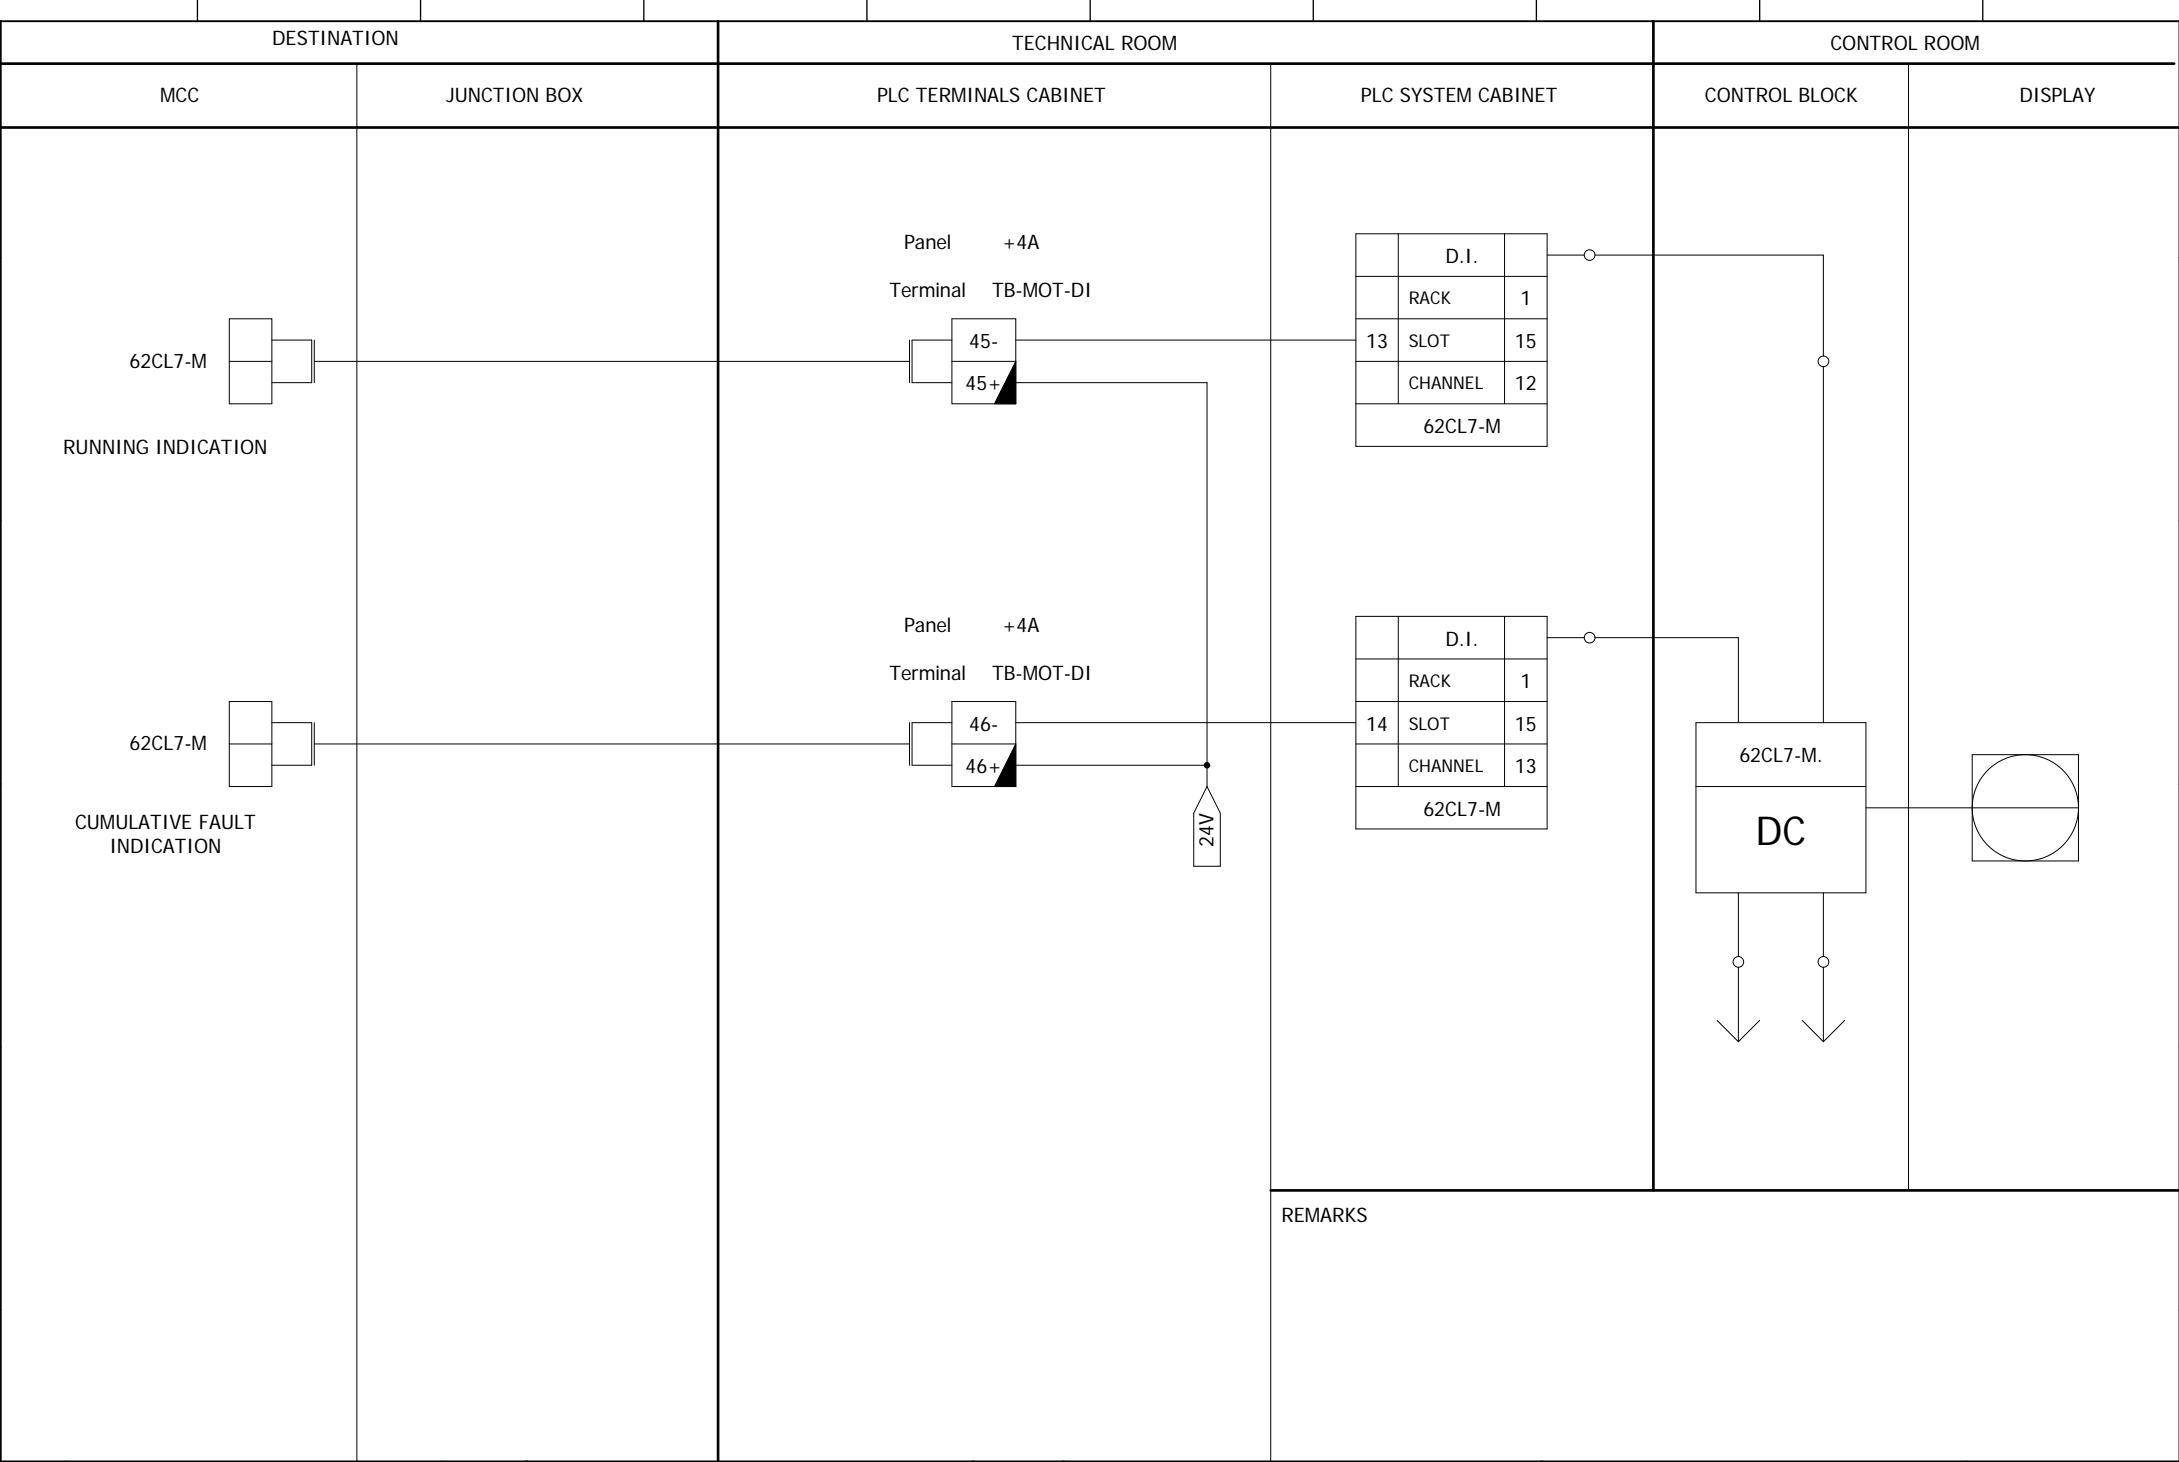 DESTINATION
TECHNICAL ROOM
CONTROL ROOM
MCC
JUNCTION BOX
PLC TERMINALS CABINET
PLC SYSTEM CABINET
CONTROL BLOCK
DISPLAY
Panel +4A
Terminal TB-MOT-DI
62CL7-M
45-
45+
RUNNING INDICATION
D.I.
RACK 1
13 SLOT 15
CHANNEL 12
62CL7-M
Panel +4A
Terminal TB-MOT-DI
62CL7-M
46-
46+
CUMULATIVE FAULT
INDICATION
24V
D.I.
RACK 1
14 SLOT 15
CHANNEL 13
62CL7-M
62CL7-M.
DC
REMARKS